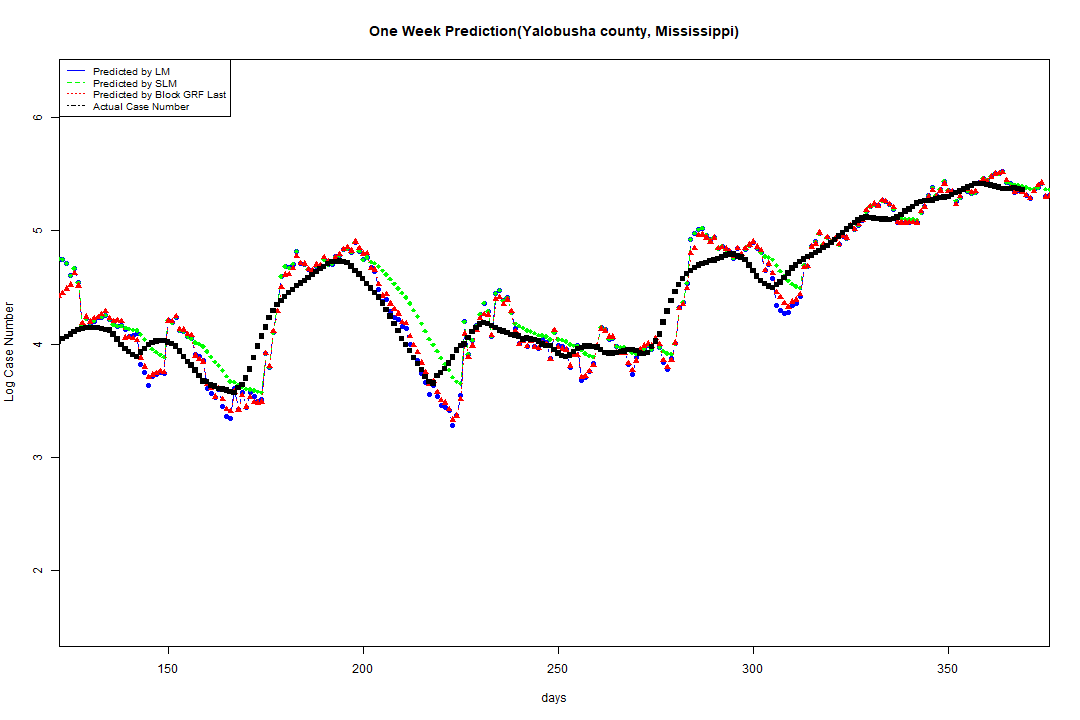 One Week Prediction(Yalobusha county, Mississippi)
Predicted by LM
Predicted by SLM
Predicted by Block GRF Last
Actual Case Number
Log Case Number
6
5
4
3
2
150 200 250 300 350
days